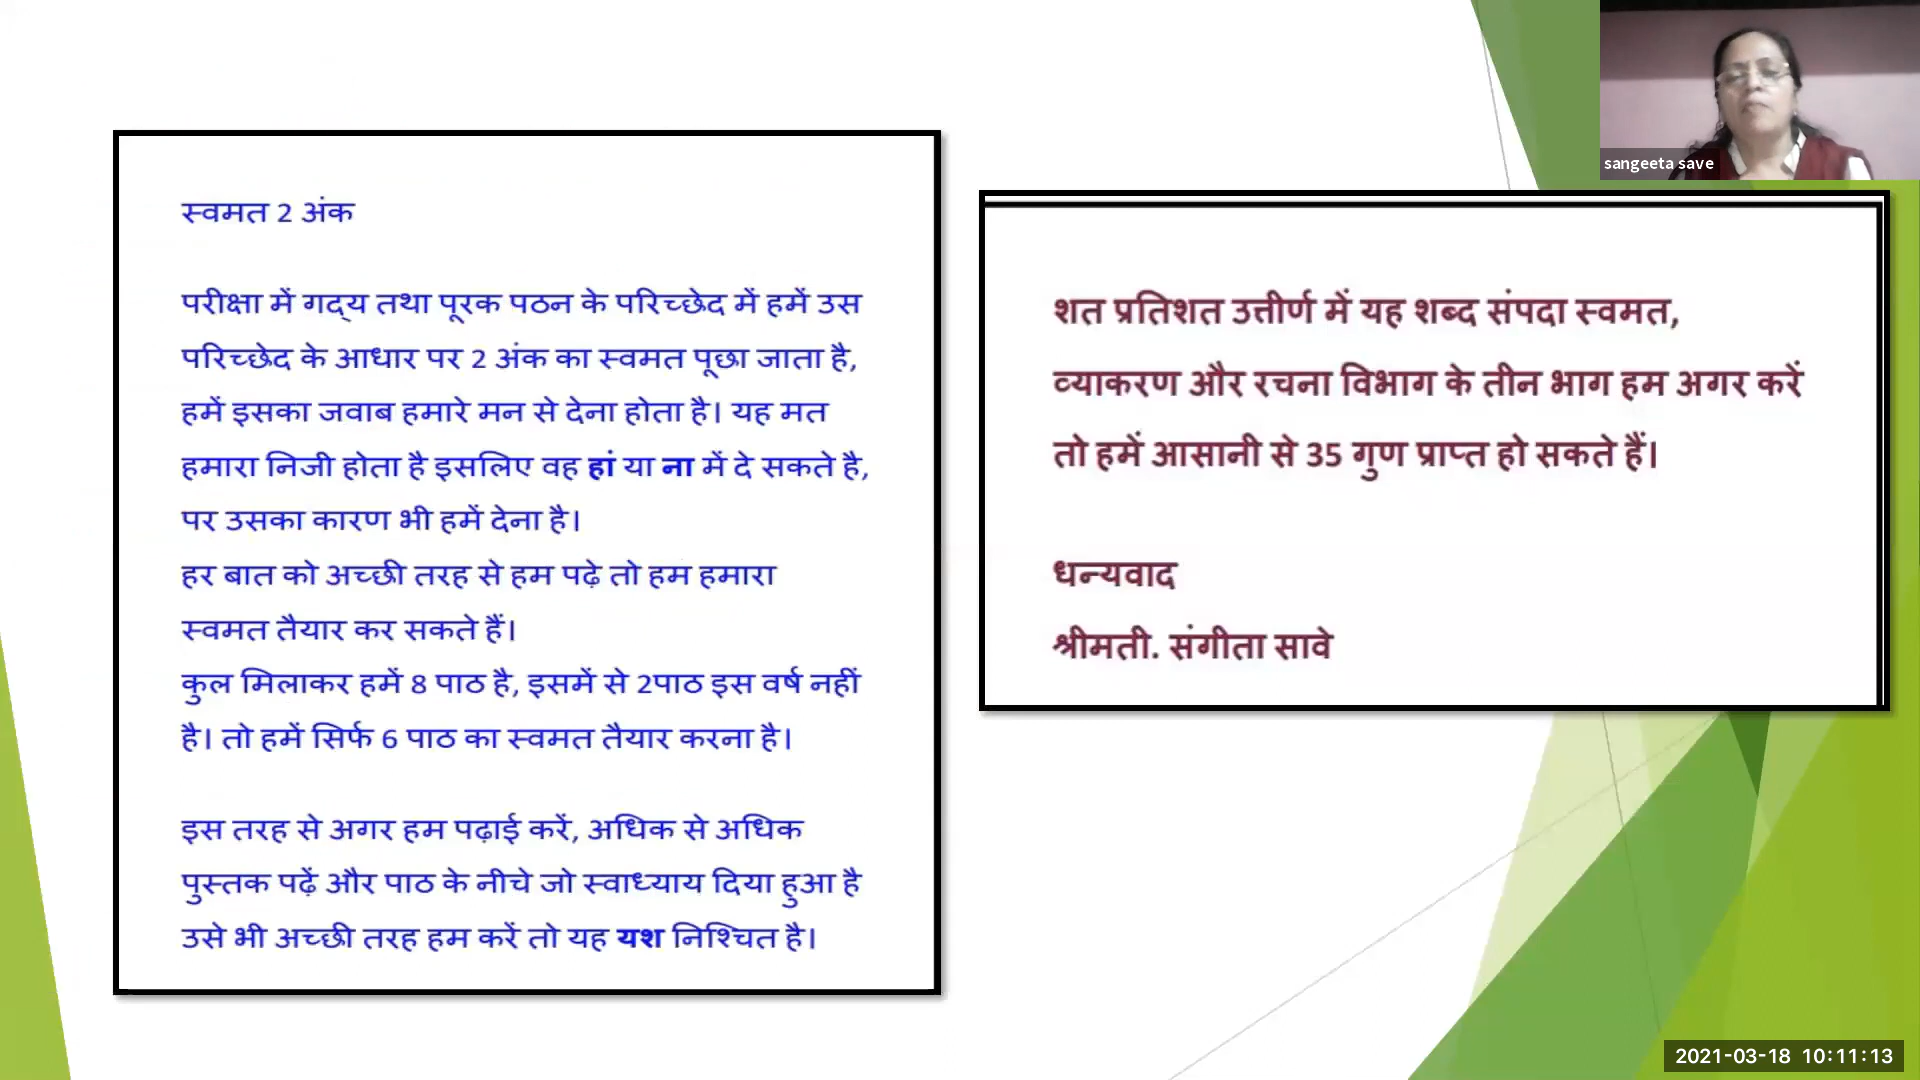 स्वमत 2 अंक
परीक्षा में गद्‌य तथा पूरक पठन के परिच्छेद में हमें उस
परिच्छेद के आधार पर 2 अंक का स्वमत पूछा जाता है,
हमें इसका जवाब हमारे मन से देना होता है। यह मत
हमारा निजी होता है इसलिए वह हां या ना में दे सकते है,
पर उसका कारण भी हमें देना है।
हर बात को अच्छी तरह से हम पढ़े तो हम हमारा
स्वमत तैयार कर सकते हैं।
कुल मिलाकर हमें 8 पाठ है, इसमें से 2पाठ इस वर्ष नहीं
है। तो हमें सिर्फ 6 पाठ का स्वमत तैयार करना है।
इस तरह से अगर हम पढ़ाई करें, अधिक से अधिक
पुस्तक पढ़ें और पाठ के नीचे जो स्वाध्याय दिया हुआ है
उसे भी अच्छी तरह हम करें तो यह यश निश्चित है।
शत प्रतिशत उत्तीर्ण में यह शब्द संपदा स्वमत,
व्याकरण और रचना विभाग के तीन भाग हम अगर करें
तो हमें आसानी से 35 गुण प्राप्त हो सकते हैं।
धन्यवाद
श्रीमती. संगीता सावे
sangeeta save
2021-03-18 10:11:13